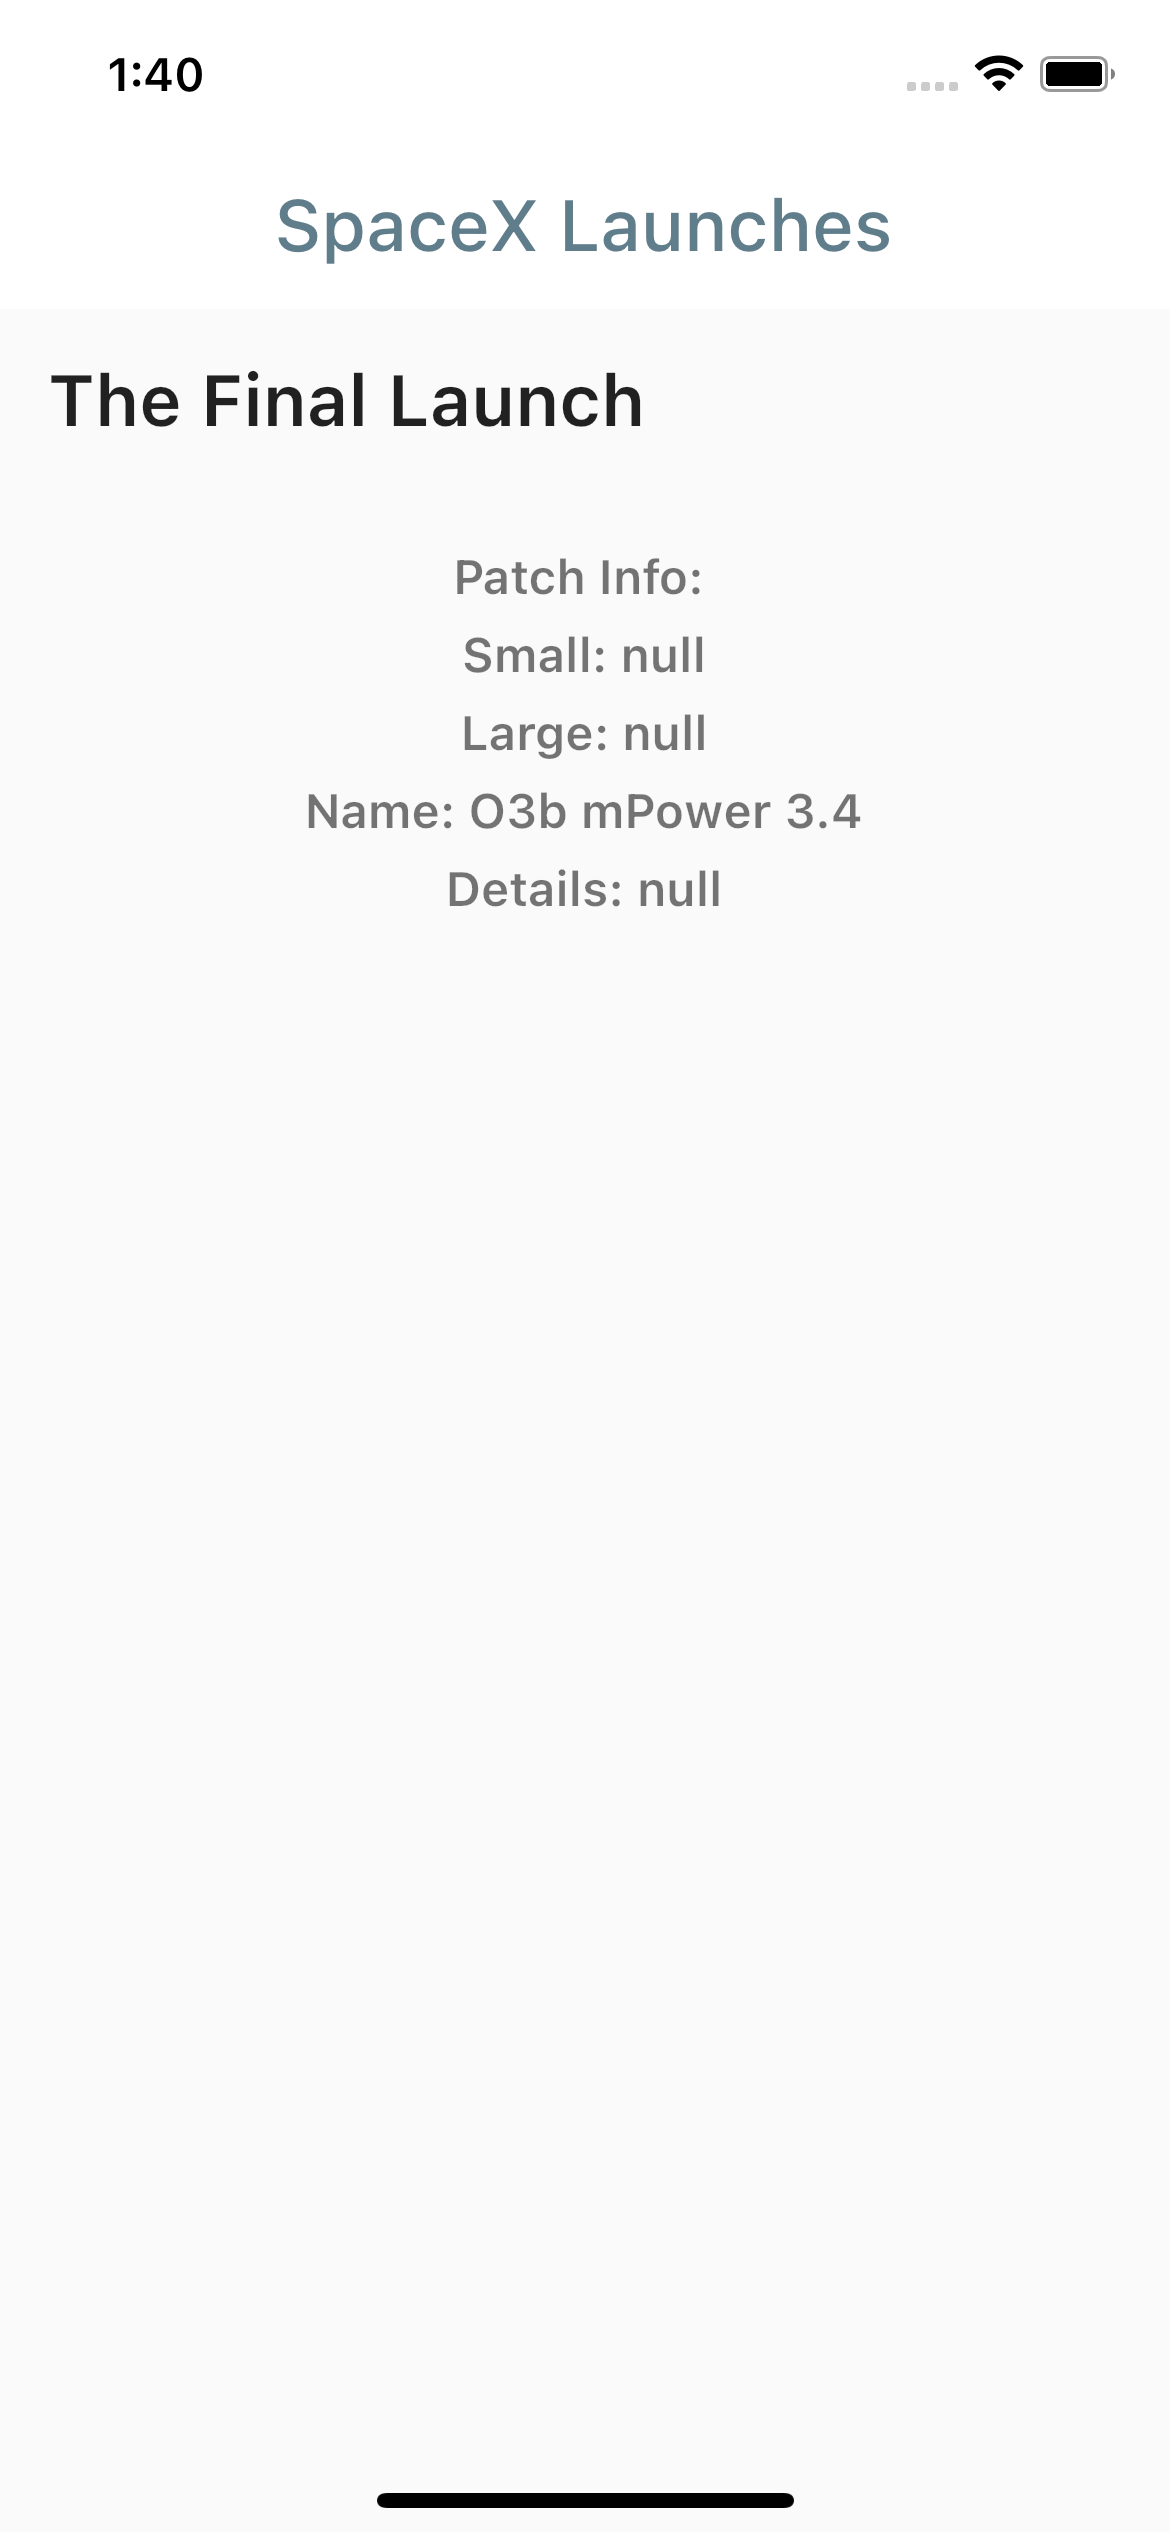 1:40
SpaceX Launches
The Final Launch
Patch Info:
Small: null
Large: null
Name: O3b mPower 3.4
Details: null